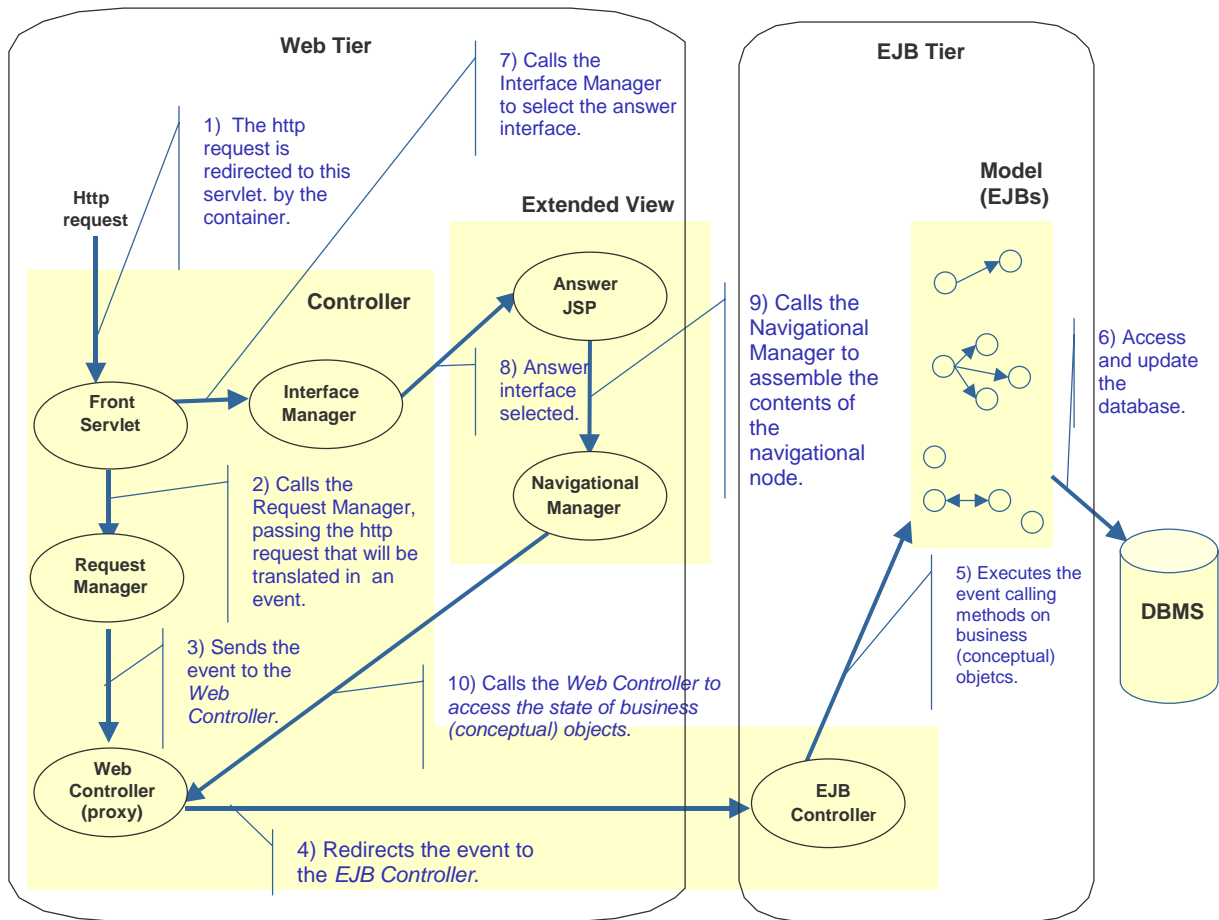 Web Tier
EJB Tier
7) Calls the
Interface Manager
to select the answer
interface.
1) The http
request is
redirected to this
servlet. by the
container.
Http
request
Extended View
Model
(EJBs)
Controller
Answer
JSP
9) Calls the
Navigational
Manager to
assemble the
contents of
the
navigational
node.
6) Access
and update
the
database.
Interface
Manager
8) Answer
interface
selected.
Front
Servlet
2) Calls the
Request Manager,
passing the http
request that will be
translated in an
event.
Navigational
Manager
Request
Manager
5) Executes the
event calling
methods on
business
(conceptual)
objetcs.
DBMS
3) Sends the
event to the
Web
Controller.
10) Calls the Web Controller to
access the state of business
(conceptual) objects.
Web
Controller
(proxy)
EJB
Controller
4) Redirects the event to
the EJB Controller.